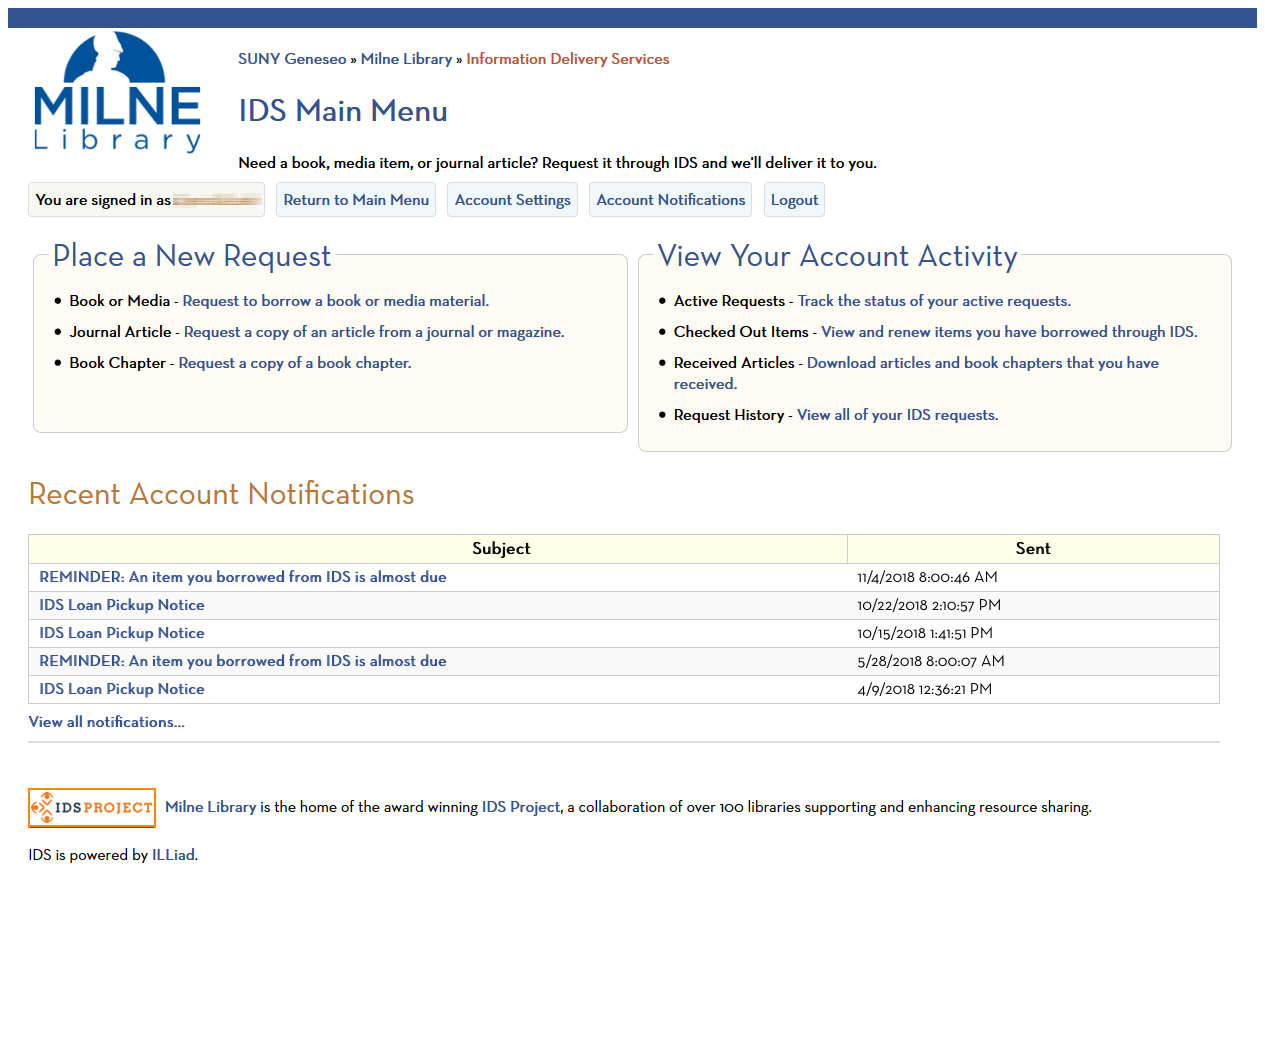 MILNE
Library
SUNY Geneseo » Milne Library » Information Delivery Services
IDS Main Menu
Need a book, media item, or journal article? Request it through IDS and we'll deliver it to you.
You are signed in as
Return to Main Menu
Account Settings
Account Notifications
Logout
Place a New Request
Book or Media - Request to borrow a book or media material.
Journal Article - Request a copy of an article from a journal or magazine.
Book Chapter - Request a copy of a book chapter.
View Your Account Activity
Active Requests - Track the status of your active requests.
Checked Out Items - View and renew items you have borrowed through IDS.
Received Articles - Download articles and book chapters that you have
received.
Request History - View all of your IDS requests.
Recent Account Notifications
Subject Sent
REMINDER: An item you borrowed from IDS is almost due 11/4/2018 8:00:46 AM
IDS Loan Pickup Notice 10/22/2018 2:10:57 PM
IDS Loan Pickup Notice 10/15/2018 1:41:51 PM
REMINDER: An item you borrowed from IDS is almost due 5/28/2018 8:00:07 AM
IDS Loan Pickup Notice 4/9/2018 12:36:21 PM
View all notifications...
IDS PROJECT
Milne Library is the home of the award winning IDS Project, a collaboration of over 100 libraries supporting and enhancing resource sharing.
IDS is powered by ILLiad.